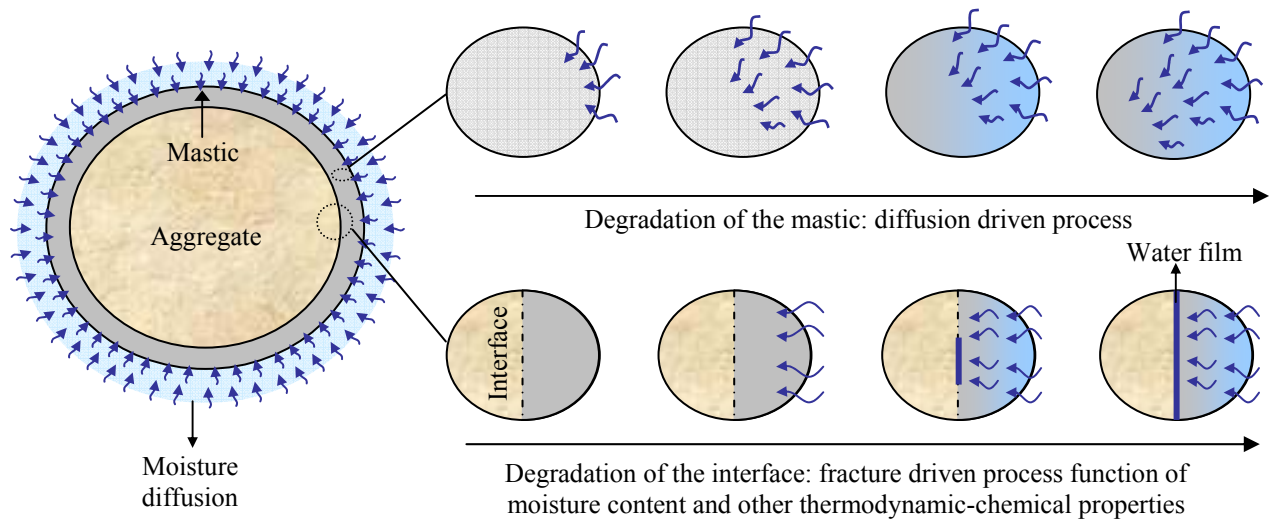 Mastic
Aggregate
Moisture
diffusion
Degradation of the mastic: diffusion driven process
Water film
Interface
Degradation of the interface: fracture driven process function of
moisture content and other thermodynamic-chemical properties